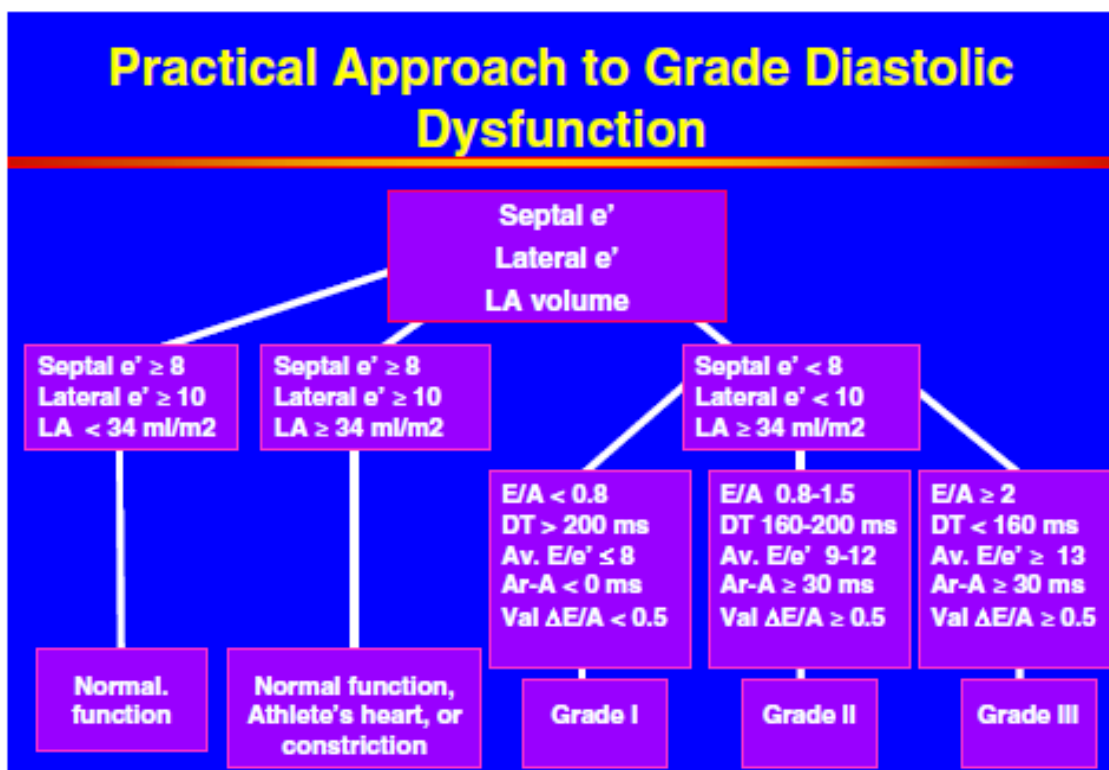 Practical Approach to Grade Diastolic
Dysfunction
Septal e’
Lateral e’
LA volume
Septal e’ ≥ 8
Lateral e’ ≥ 10
LA < 34 ml/m2
Septal e’ ≥ 8
Lateral e’ ≥ 10
LA ≥ 34 ml/m2
Septal e’ < 8
Lateral e’ < 10
LA ≥ 34 ml/m2
E/A < 0.8
DT > 200 ms
Av. E/e’ ≤ 8
Ar-A < 0 ms
Val ΔE/A < 0.5
E/A 0.8-1.5
DT 160-200 ms
Av. E/e’ 9-12
Ar-A ≥ 30 ms
Val ΔE/A ≥ 0.5
E/A ≥ 2
DT < 160 ms
Av. E/e’ ≥ 13
Ar-A ≥ 30 ms
Val ΔE/A ≥ 0.5
Normal.
function
Normal function,
Athlete’s heart, or
constriction
Grade I
Grade II
Grade III